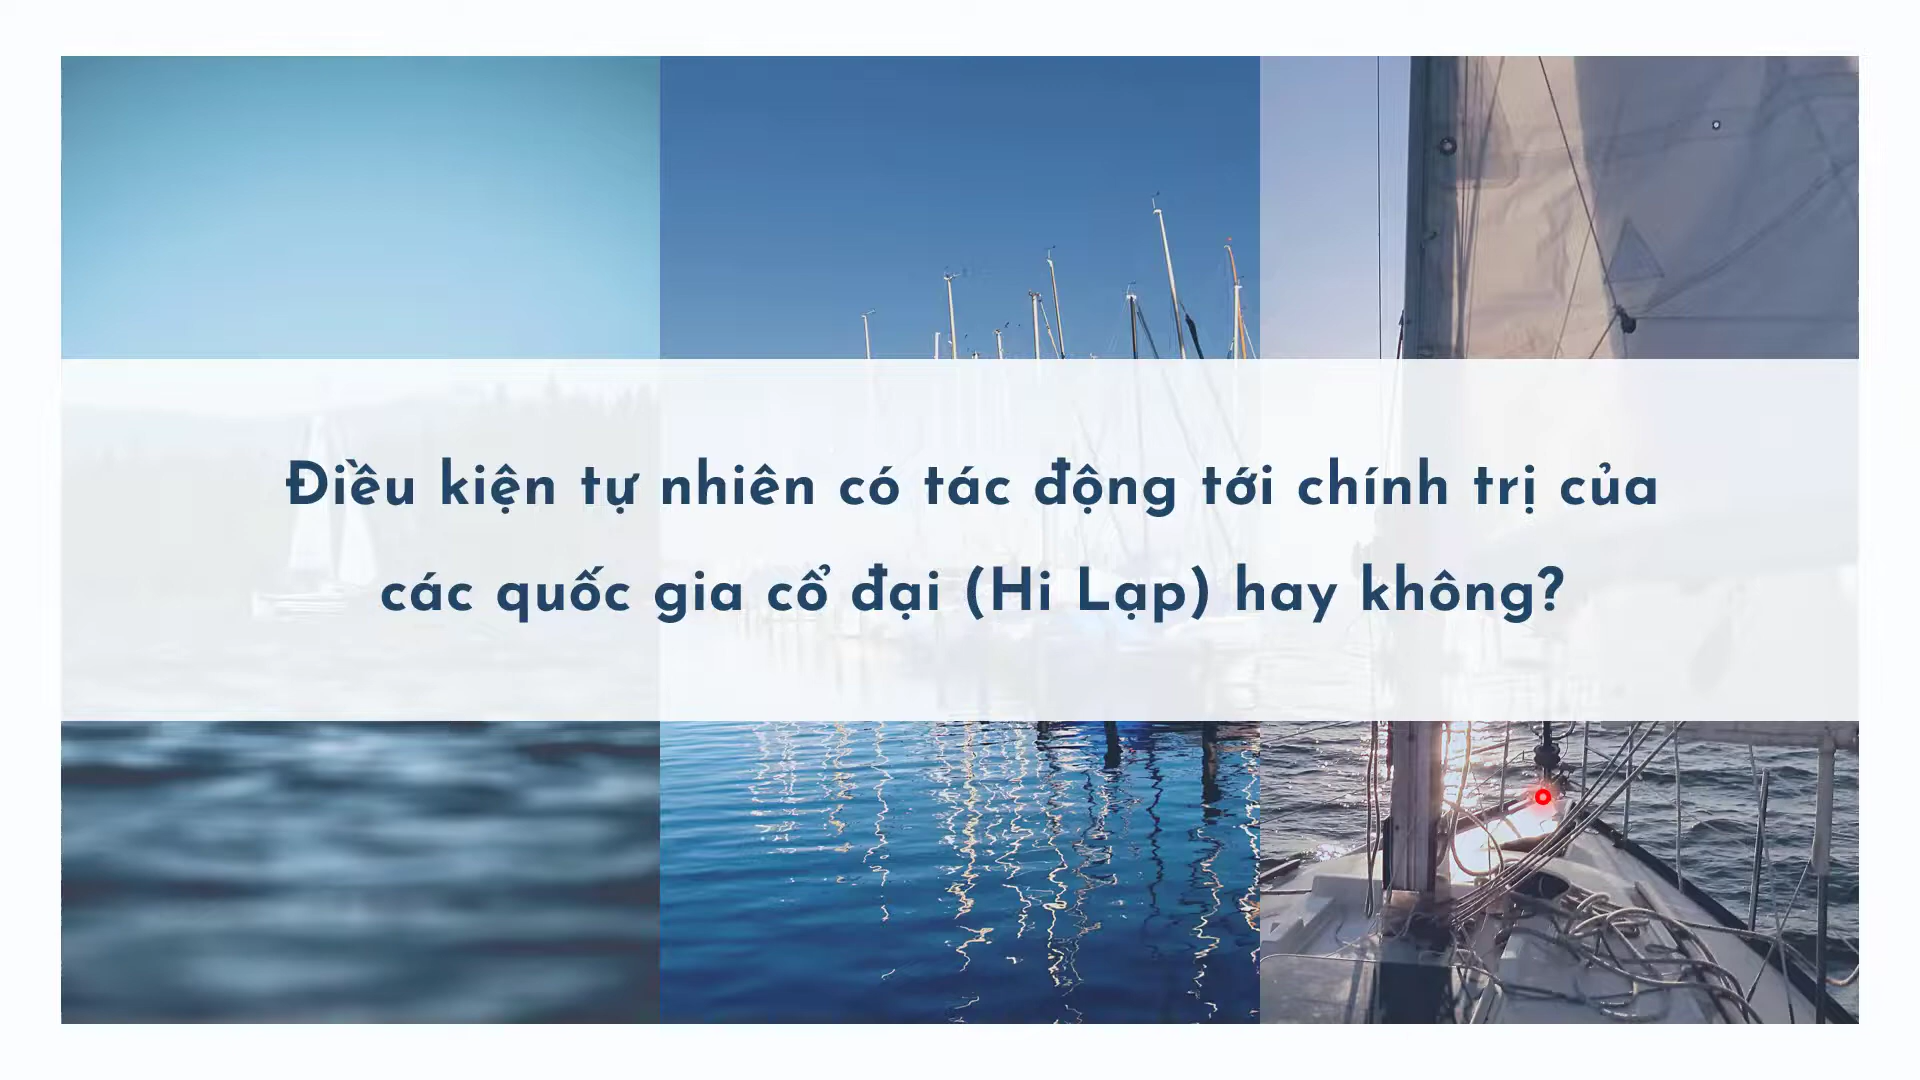 Điều kiện tự nhiên có tác động tới chính trị của
các quốc gia cổ đại (Hi Lạp) hay không?